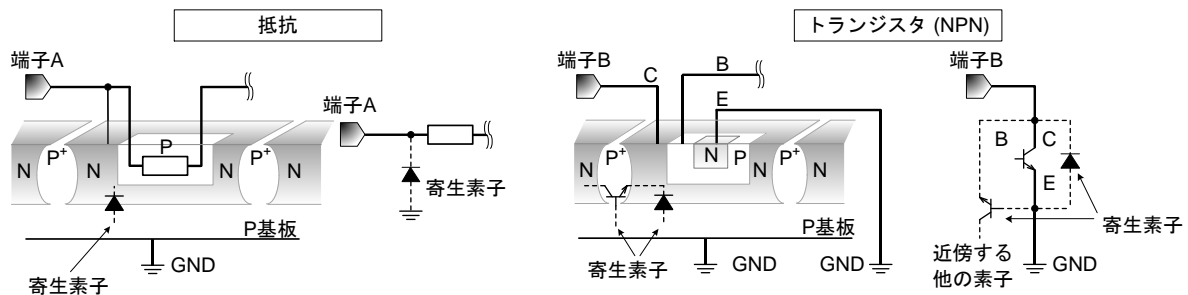 抵抗
端子A
N
P+
N
P
N
P+
N
寄生素子
P基板
GND
端子A
寄生素子
トランジスタ (NPN)
端子B
C
B
E
N
P+
N
N
P
P+
N
P基板
寄生素子
GND
GND
端子B
B
C
E
寄生素子
近傍する
他の素子
GND